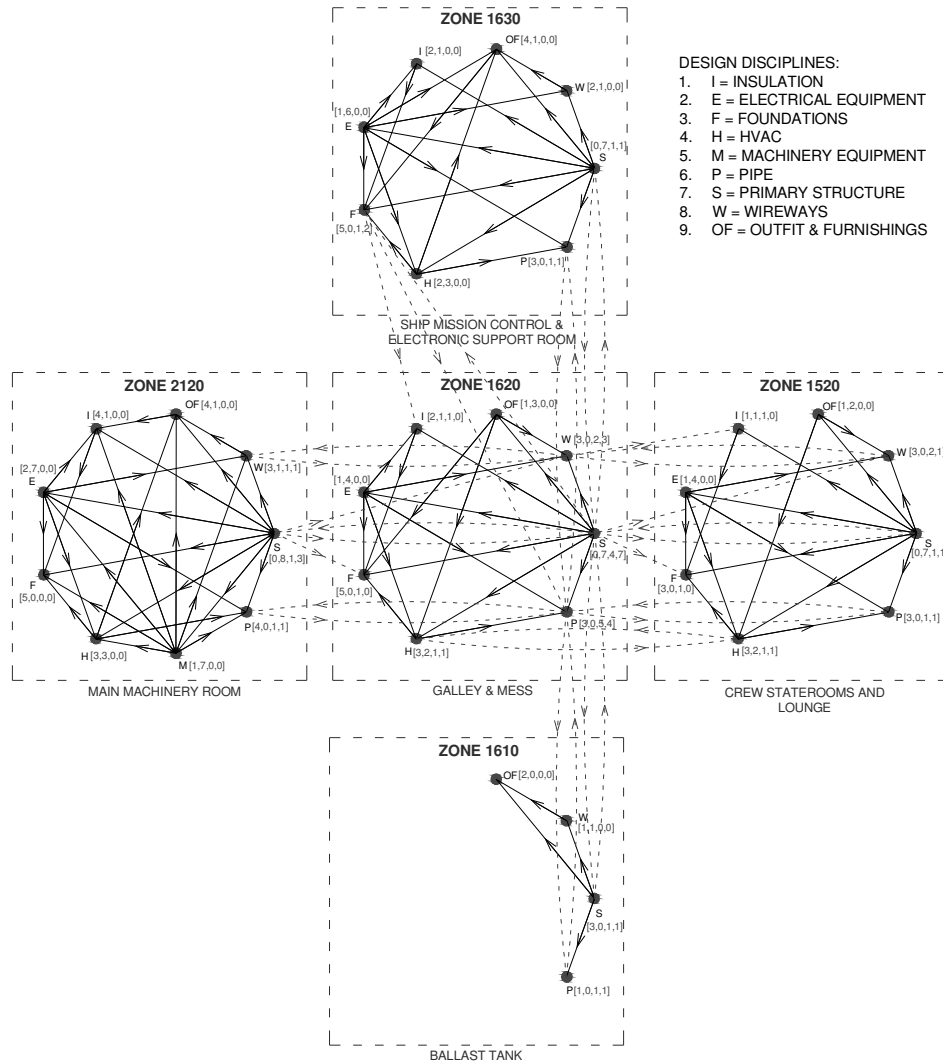 ZONE 1630
OF[4,1,0,0]
I [2,1,0,0]
W[2,1,0,0]
[1,6,0,0]
E
[0,7,1,1]
S
F
[5,0,1,2]
P[3,0,1,1]
H[2,3,0,0]
SHIP MISSION CONTROL &
ELECTRONIC SUPPORT ROOM
DESIGN DISCIPLINES:
1. I = INSULATION
2. E = ELECTRICAL EQUIPMENT
3. F = FOUNDATIONS
4. H = HVAC
5. M = MACHINERY EQUIPMENT
6. P = PIPE
7. S = PRIMARY STRUCTURE
8. W = WIREWAYS
9. OF = OUTFIT & FURNISHINGS
ZONE 2120
OF[4,1,0,0]
I [4,1,0,0]
W[3,1,1,1]
[2,7,0,0]
E
S
[0,8,1,3]
F
[5,0,0,0]
P[4,0,1,1]
H[3,3,0,0]
M[1,7,0,0]
MAIN MACHINERY ROOM
ZONE 1620
OF[1,3,0,0]
I [2,1,1,0]
W
[3,0,2,3]
[1,4,0,0]
E
S
[0,7,4,7]
F
[5,0,1,0]
P[3,0,5,4]
H[3,2,1,1]
GALLEY & MESS
ZONE 1520
OF[1,2,0,0]
I
[1,1,1,0]
W [3,0,2,1]
E[1,4,0,0]
S
[0,7,1,1]
F
[3,0,1,0]
P[3,0,1,1]
H[3,2,1,1]
CREW STATEROOMS AND
LOUNGE
ZONE 1610
OF[2,0,0,0]
W
[1,1,0,0]
S
[3,0,1,1]
P[1,0,1,1]
BALLAST TANK